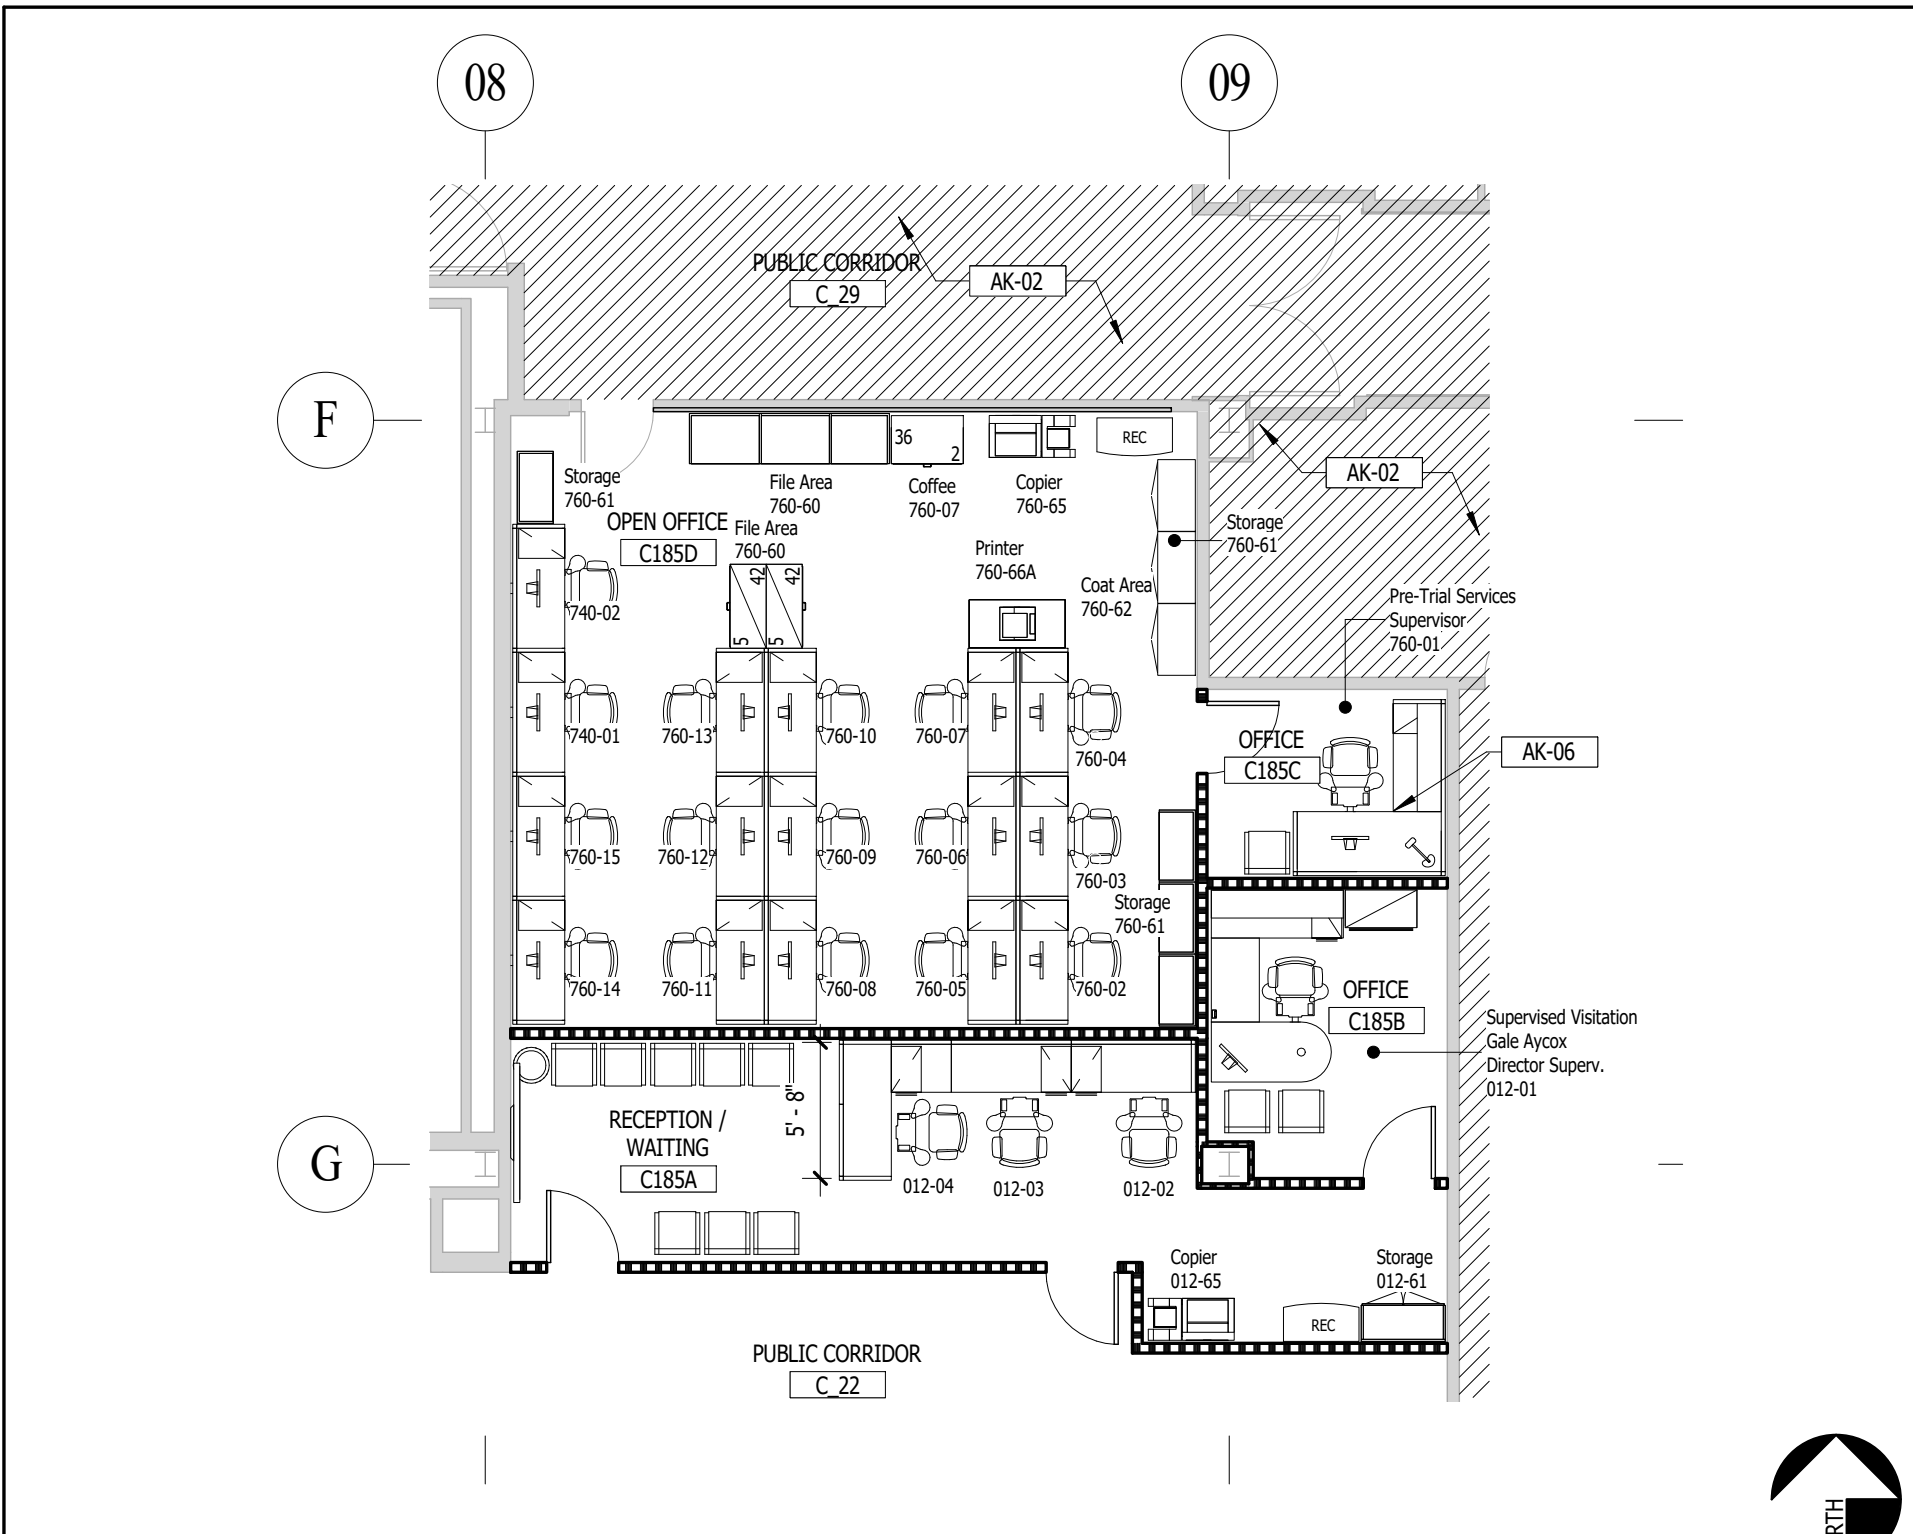 08
09
PUBLIC CORRIDOR
C_29
AK-02
F
AK-02
36
2
REC
Storage
760-61
File Area
760-60
Coffee
760-07
Copier
760-65
OPEN OFFICE
C185D
File Area
760-60
Storage
760-61
Printer
760-66A
Coat Area
760-62
42
42
5
5
740-02
Pre-Trial Services
Supervisor
760-01
740-01
760-13
760-10
760-07
760-04
OFFICE
C185C
AK-06
760-15
760-12
760-09
760-06
760-03
Storage
760-61
760-14
760-11
760-08
760-05
760-02
OFFICE
C185B
Supervised Visitation
Gale Aycox
Director Superv.
012-01
5' - 8"
RECEPTION /
WAITING
C185A
G
012-04
012-03
012-02
Copier
012-65
Storage
012-61
REC
PUBLIC CORRIDOR
C_22